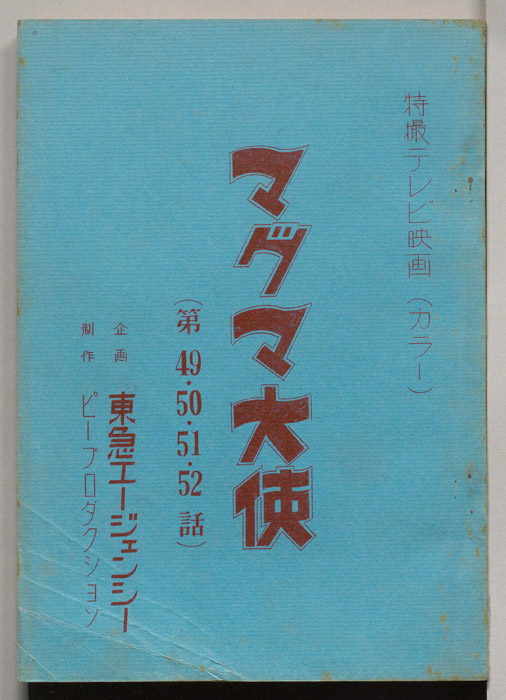 特撮テレビ映画（カラー）
マグマ大使
（第49・50・51・52話）
企画 東急エージェンシー
制作 ピープロダクション